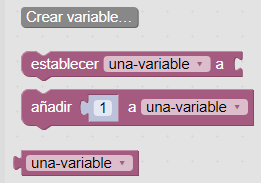 Crear variable...
establecer una-variable a
añadir 1 a una-variable
una-variable